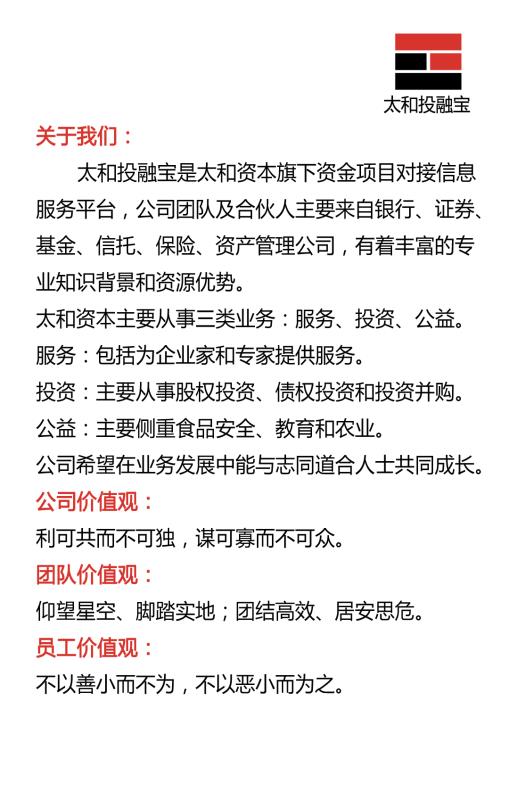 太和投融宝
关于我们：
太和投融宝是太和资本旗下资金项目对接信息
服务平台，公司团队及合伙人主要来自银行、证券、
基金、信托、保险、资产管理公司，有着丰富的专
业知识背景和资源优势。
太和资本主要从事三类业务：服务、投资、公益。
服务：包括为企业家和专家提供服务。
投资：主要从事股权投资、债权投资和投资并购。
公益：主要侧重食品安全、教育和农业。
公司希望在业务发展中能与志同道合人士共同成长。
公司价值观：
利可共而不可独，谋可寡而不可众。
团队价值观：
仰望星空、脚踏实地；团结高效、居安思危。
员工价值观：
不以善小而不为，不以恶小而为之。